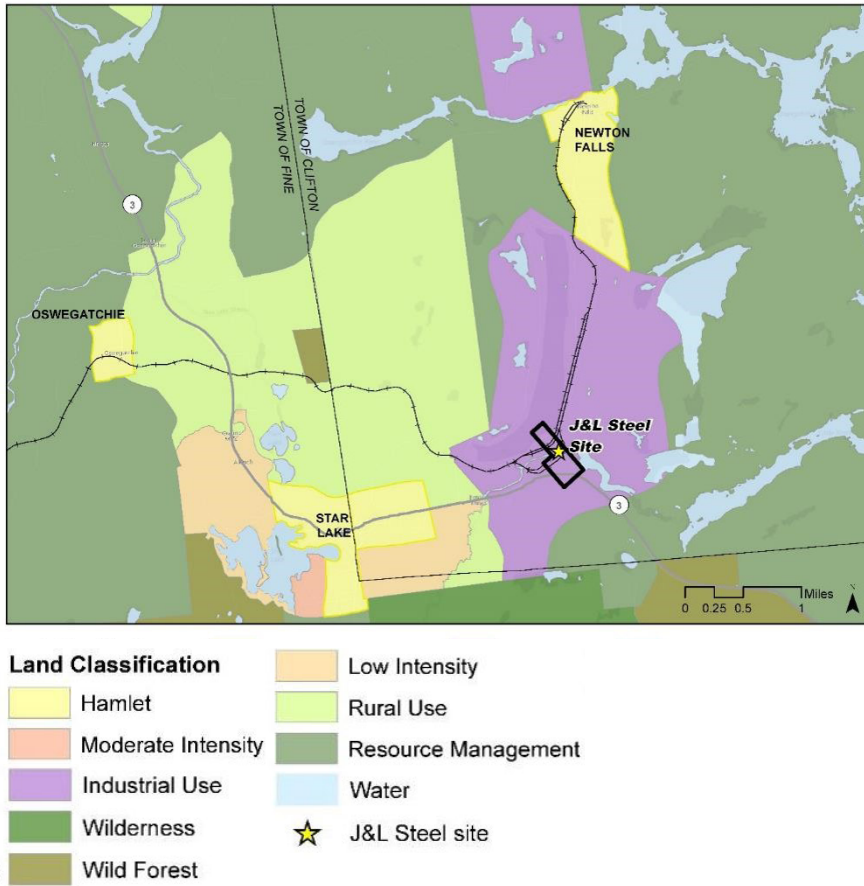 NEWTON
FALLS
TOWN OF CLIFTON
TOWN OF FINE
3
OSWEGATCHIE
J&L Steel
Site
STAR
LAKE
3
Miles
0 0.25 0.5 1
N
Land Classification
Hamlet
Moderate Intensity
Industrial Use
Wilderness
Wild Forest
Low Intensity
Rural Use
Resource Management
Water
J&L Steel site